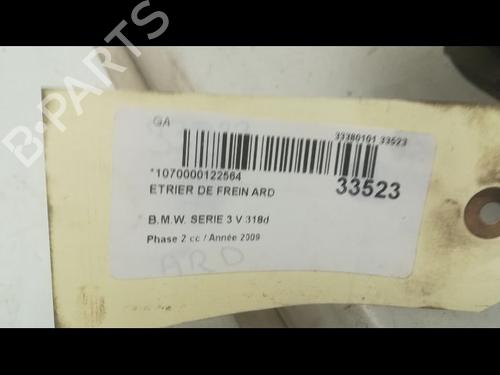 GA
33380101 33523
*1070000122564
33523
ETRIER DE FREIN ARD
B.M.W. SERIE 3 V 318d
Phase 2 cc / Année 2009
ARD
B-PARTS